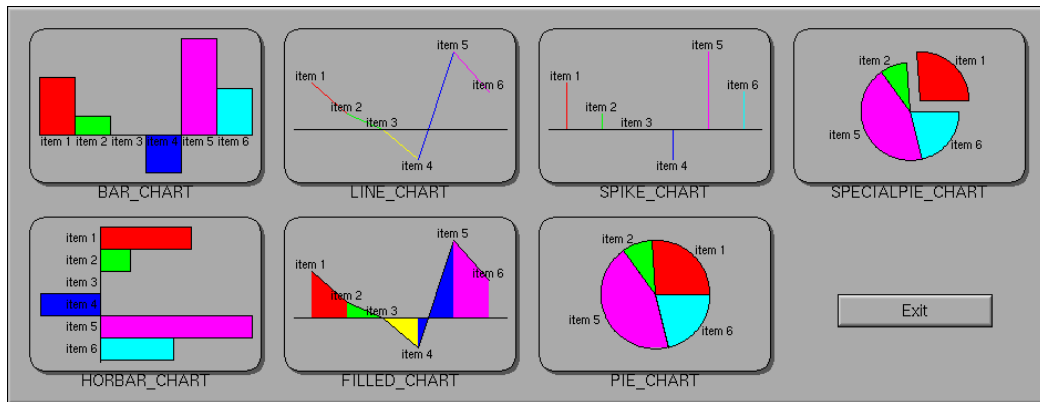 item 1
item 2
item 3
item 4
item 5
item 6
BAR_CHART
item 1
item 2
item 3
item 4
item 5
item 6
LINE_CHART
item 1
item 2
item 3
item 4
item 5
item 6
SPIKE_CHART
item 1
item 2
item 5
item 6
SPECIALPIE_CHART
item 1
item 2
item 3
item 4
item 5
item 6
HORBAR_CHART
item 1
item 2
item 3
item 4
item 5
item 6
FILLED_CHART
item 1
item 2
item 5
item 6
PIE_CHART
Exit